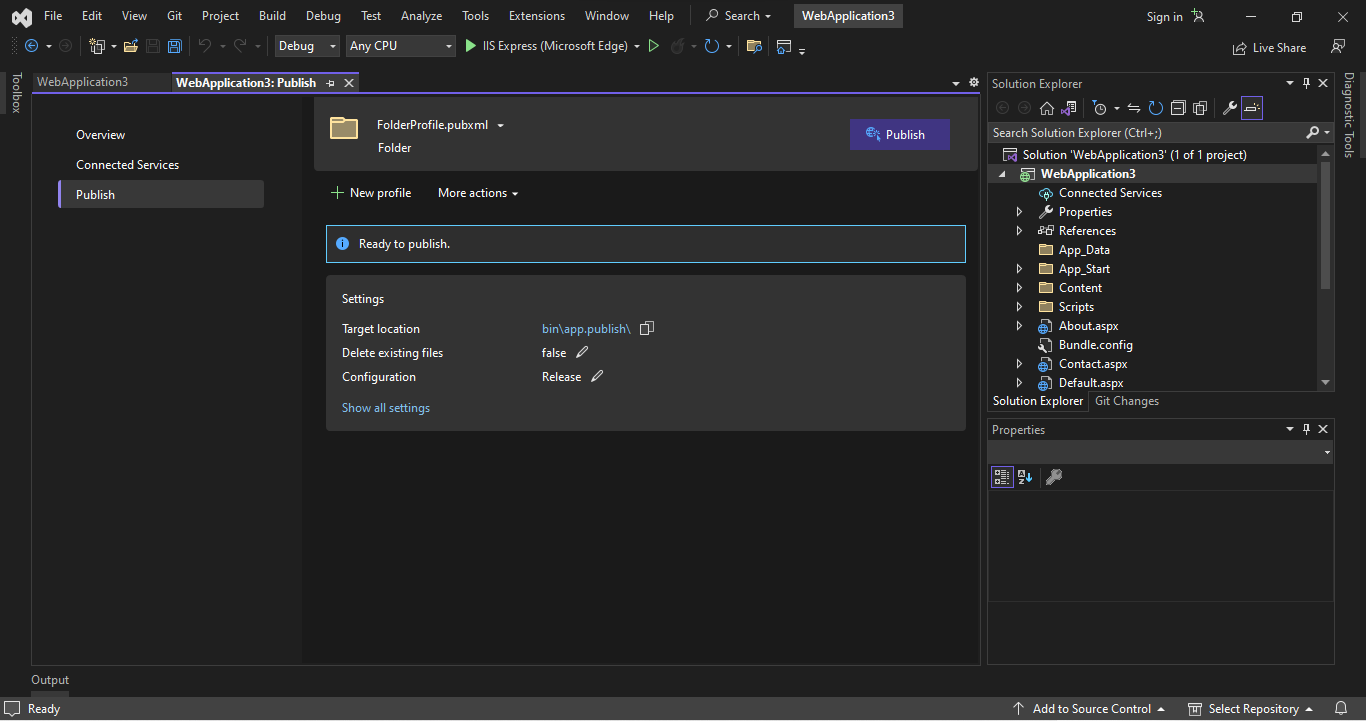 File Edit View Git Project Build Debug Test Analyze Tools Extensions Window Help Search WebApplication3 Sign in
Debug Any CPU IIS Express (Microsoft Edge) Live Share
Toolbox
WebApplication3 WebApplication3: Publish
Overview
Connected Services
Publish
FolderProfile.pubxml
Folder
Publish
New profile More actions
Ready to publish.
Settings
Target location bin\app.publish\
Delete existing files false
Configuration Release
Show all settings
Solution Explorer
Search Solution Explorer (Ctrl+;)
Solution 'WebApplication3' (1 of 1 project)
WebApplication3
Connected Services
Properties
References
App_Data
App_Start
Content
Scripts
About.aspx
Bundle.config
Contact.aspx
Default.aspx
Solution Explorer Git Changes
Properties
Diagnostic Tools
Output
Ready Add to Source Control Select Repository